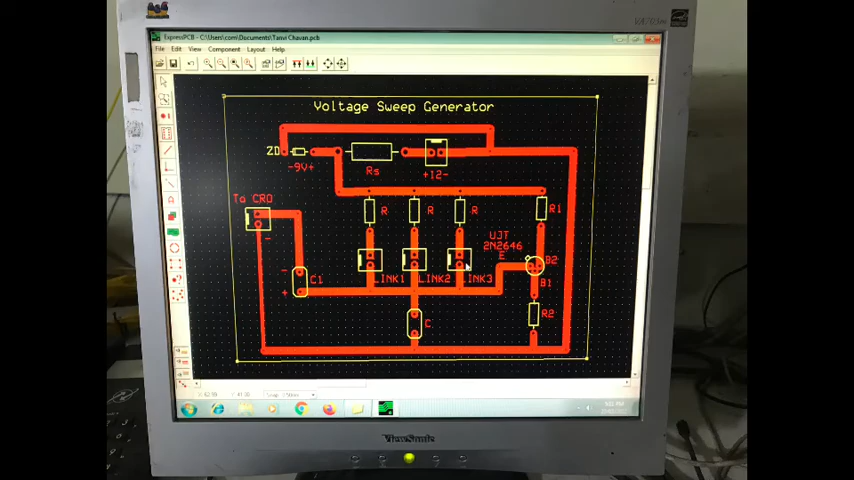 ExpressPCB - C:\Users\com\Documents\Tanvi Chavan.pcb
File Edit View Component Layout Help
Voltage Sweep Generator
ZD
-9V+
Rs
+12-
To CRO
-
R R R R1
UJT
2N2646
E
B2
B1
-
C1
+
LINK1 LINK2 LINK3
C
R2
ViewSonic